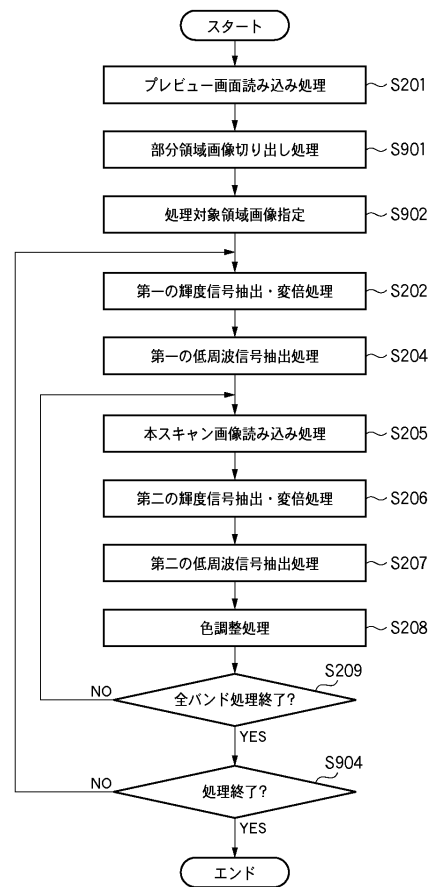 スタート
プレビュー画面読み込み処理 S201
部分領域画像切り出し処理 S901
処理対象領域画像指定 S902
第一の輝度信号抽出・変倍処理 S202
第一の低周波信号抽出処理 S204
本スキャン画像読み込み処理 S205
第二の輝度信号抽出・変倍処理 S206
第二の低周波信号抽出処理 S207
色調整処理 S208
S209
NO 全バンド処理終了?
YES
S904
NO 処理終了?
YES
エンド